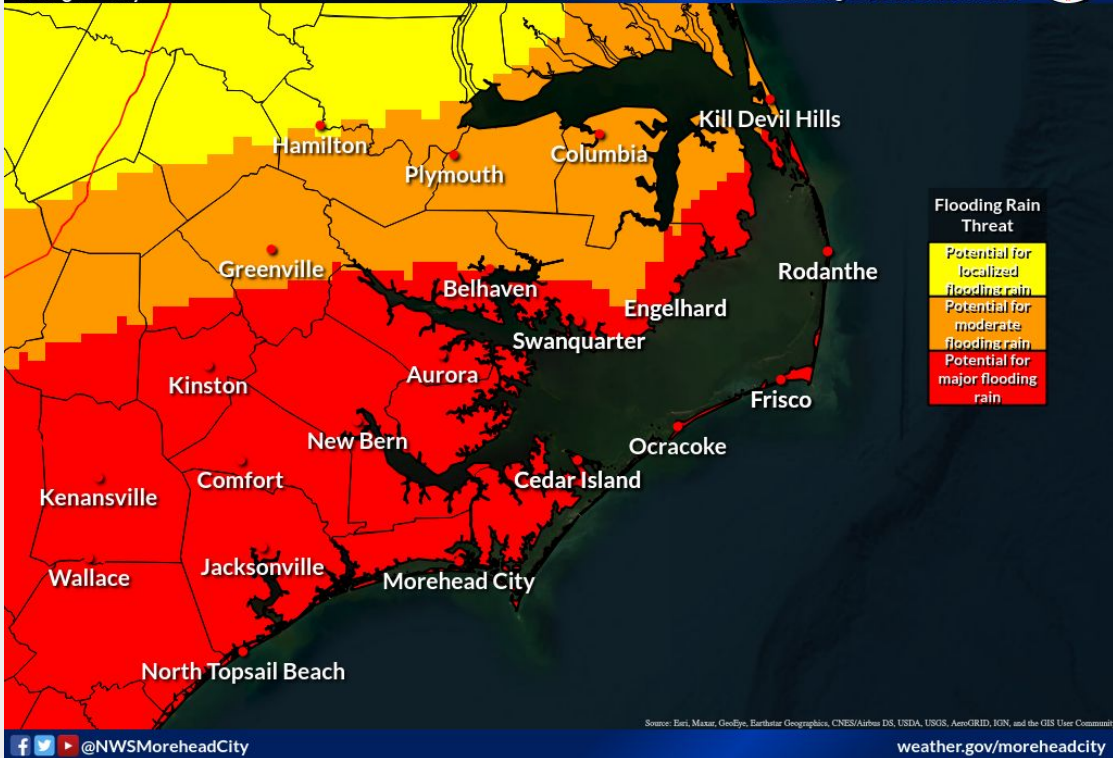 Kill Devil Hills
Hamilton
Columbia
Plymouth
Flooding Rain
Threat
Potential for
localized
flooding rain
Potential for
moderate
flooding rain
Potential for
major flooding
rain
Greenville
Rodanthe
Belhaven
Engelhard
Swanquarter
Aurora
Kinston
Frisco
New Bern
Ocracoke
Comfort
Cedar Island
Kenansville
Jacksonville
Wallace
Morehead City
North Topsail Beach
Source: Esri, Maxar, GeoEye, Earthstar Geographics, CNES/Airbus DS, USDA, USGS, AeroGRID, IGN, and the GIS User
@NWSMoreheadCity
weather.gov/moreheadcity